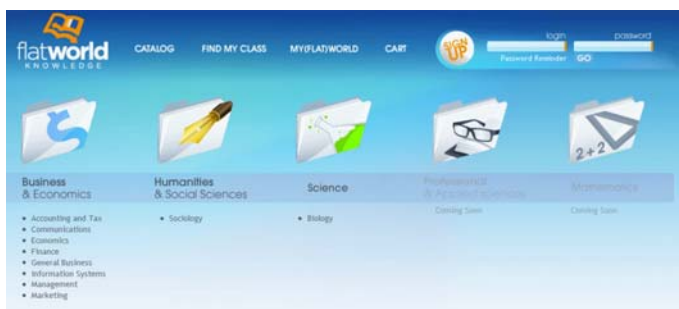 flatworld
KNOWLEDGE
CATALOG
FIND MY CLASS
MY(FLAT)WORLD
CART
SIGN
UP
login
password
Password Reminder
GO
2+2
Business
& Economics
Humanities
& Social Sciences
Science
Professional
& Applied Sciences
Mathematics
• Accounting and Tax
• Communications
• Economics
• Finance
• General Business
• Information Systems
• Management
• Marketing
• Sociology
• Biology
Coming Soon
Coming Soon